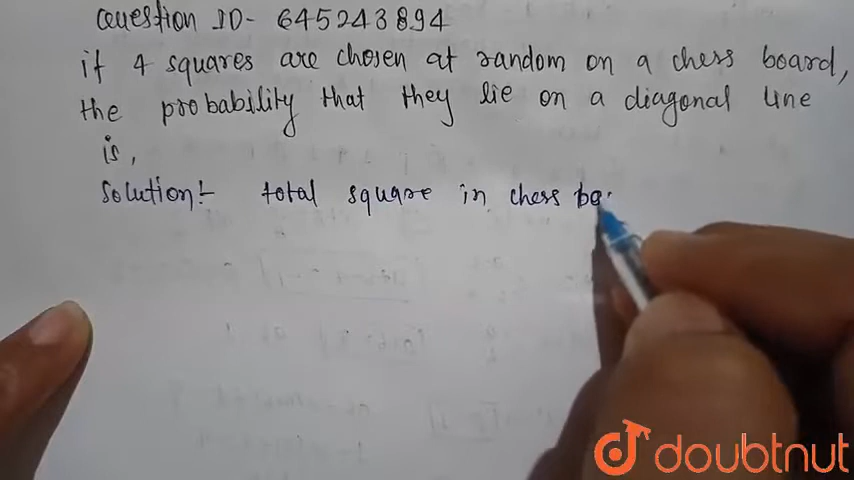 Question ID- 645243894
if 4 squares are chosen at random on a chess board,
the probability that they lie on a diagonal line
is,
Solution!- total square in chess bo
doubtnut